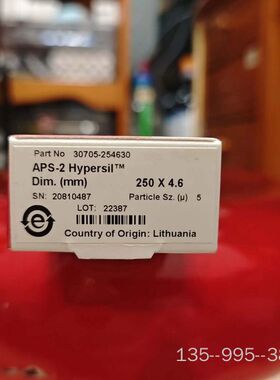 Part No 30705-254630
APS-2 Hypersil™
Dim. (mm) 250 X 4.6
SN: 20810487 Particle Sz. (µ) 5
LOT: 22387
Country of Origin: Lithuania
135--995--38